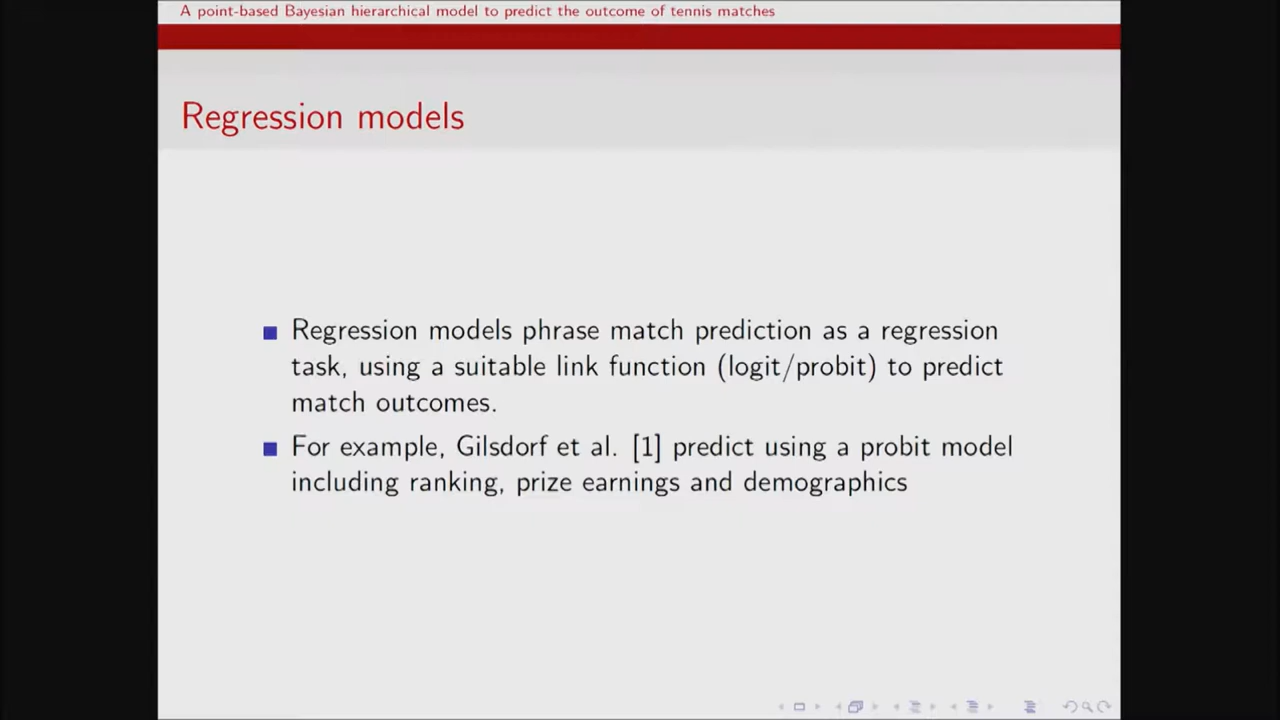 A point-based Bayesian hierarchical model to predict the outcome of tennis matches
Regression models
Regression models phrase match prediction as a regression
task, using a suitable link function (logit/probit) to predict
match outcomes.
For example, Gilsdorf et al. [1] predict using a probit model
including ranking, prize earnings and demographics